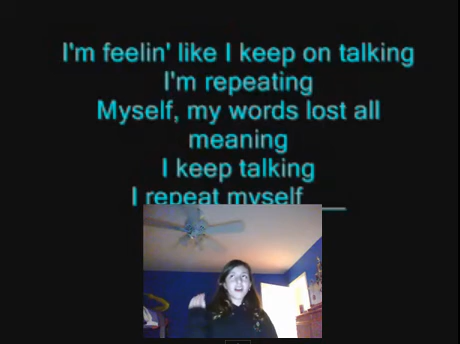 I'm feelin' like I keep on talking
I'm repeating
Myself, my words lost all
meaning
I keep talking
I repeat myself